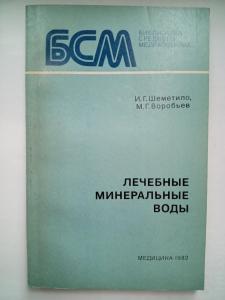 БСМ
БИБЛИОТЕКА
СРЕДНЕГО
МЕДРАБОТНИКА
И.Г. Шеметило,
М.Г. Воробьев
ЛЕЧЕБНЫЕ
МИНЕРАЛЬНЫЕ
ВОДЫ
МЕДИЦИНА·1982